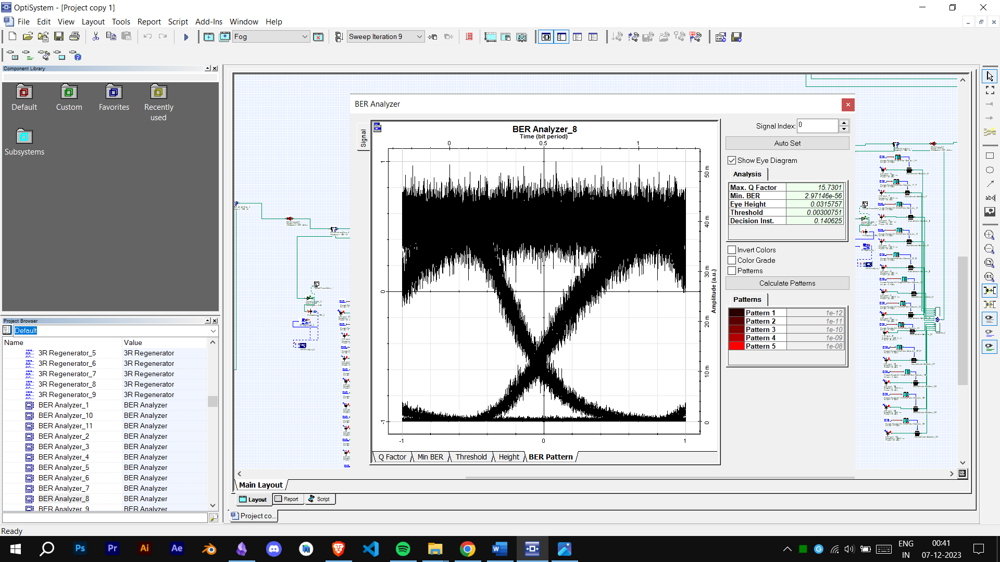 OptiSystem - [Project copy 1]
File Edit View Layout Tools Report Script Add-Ins Window Help
Fog
Sweep Iteration 9
Component Library
Default
Custom
Favorites
Recently used
Subsystems
Project Browser
Default
Name Value
3R Regenerator_5 3R Regenerator
3R Regenerator_6 3R Regenerator
3R Regenerator_7 3R Regenerator
3R Regenerator_8 3R Regenerator
3R Regenerator_9 3R Regenerator
BER Analyzer_1 BER Analyzer
BER Analyzer_10 BER Analyzer
BER Analyzer_11 BER Analyzer
BER Analyzer_2 BER Analyzer
BER Analyzer_3 BER Analyzer
BER Analyzer_4 BER Analyzer
BER Analyzer_5 BER Analyzer
BER Analyzer_6 BER Analyzer
BER Analyzer_7 BER Analyzer
BER Analyzer_8 BER Analyzer
BER Analyzer_9 BER Analyzer
BER Analyzer
Signal
BER Analyzer_8
Time (bit period)
0 0.5 1
1
0
-1
50 m
40 m
30 m
20 m
10 m
0
Amplitude (a.u.)
-1 0 1
Q Factor Min BER Threshold Height BER Pattern
Signal Index: 0
Auto Set
Show Eye Diagram
Analysis
Max. Q Factor 15.7301
Min. BER 2.97146e-56
Eye Height 0.0315757
Threshold 0.00300751
Decision Inst. 0.140625
Invert Colors
Color Grade
Patterns
Calculate Patterns
Patterns
Pattern 1 1e-12
Pattern 2 1e-11
Pattern 3 1e-10
Pattern 4 1e-09
Pattern 5 1e-08
Main Layout
Layout Report Script
Project co...
Ready
Ps Pr Ai Ae
ENG
IN
00:41
07-12-2023